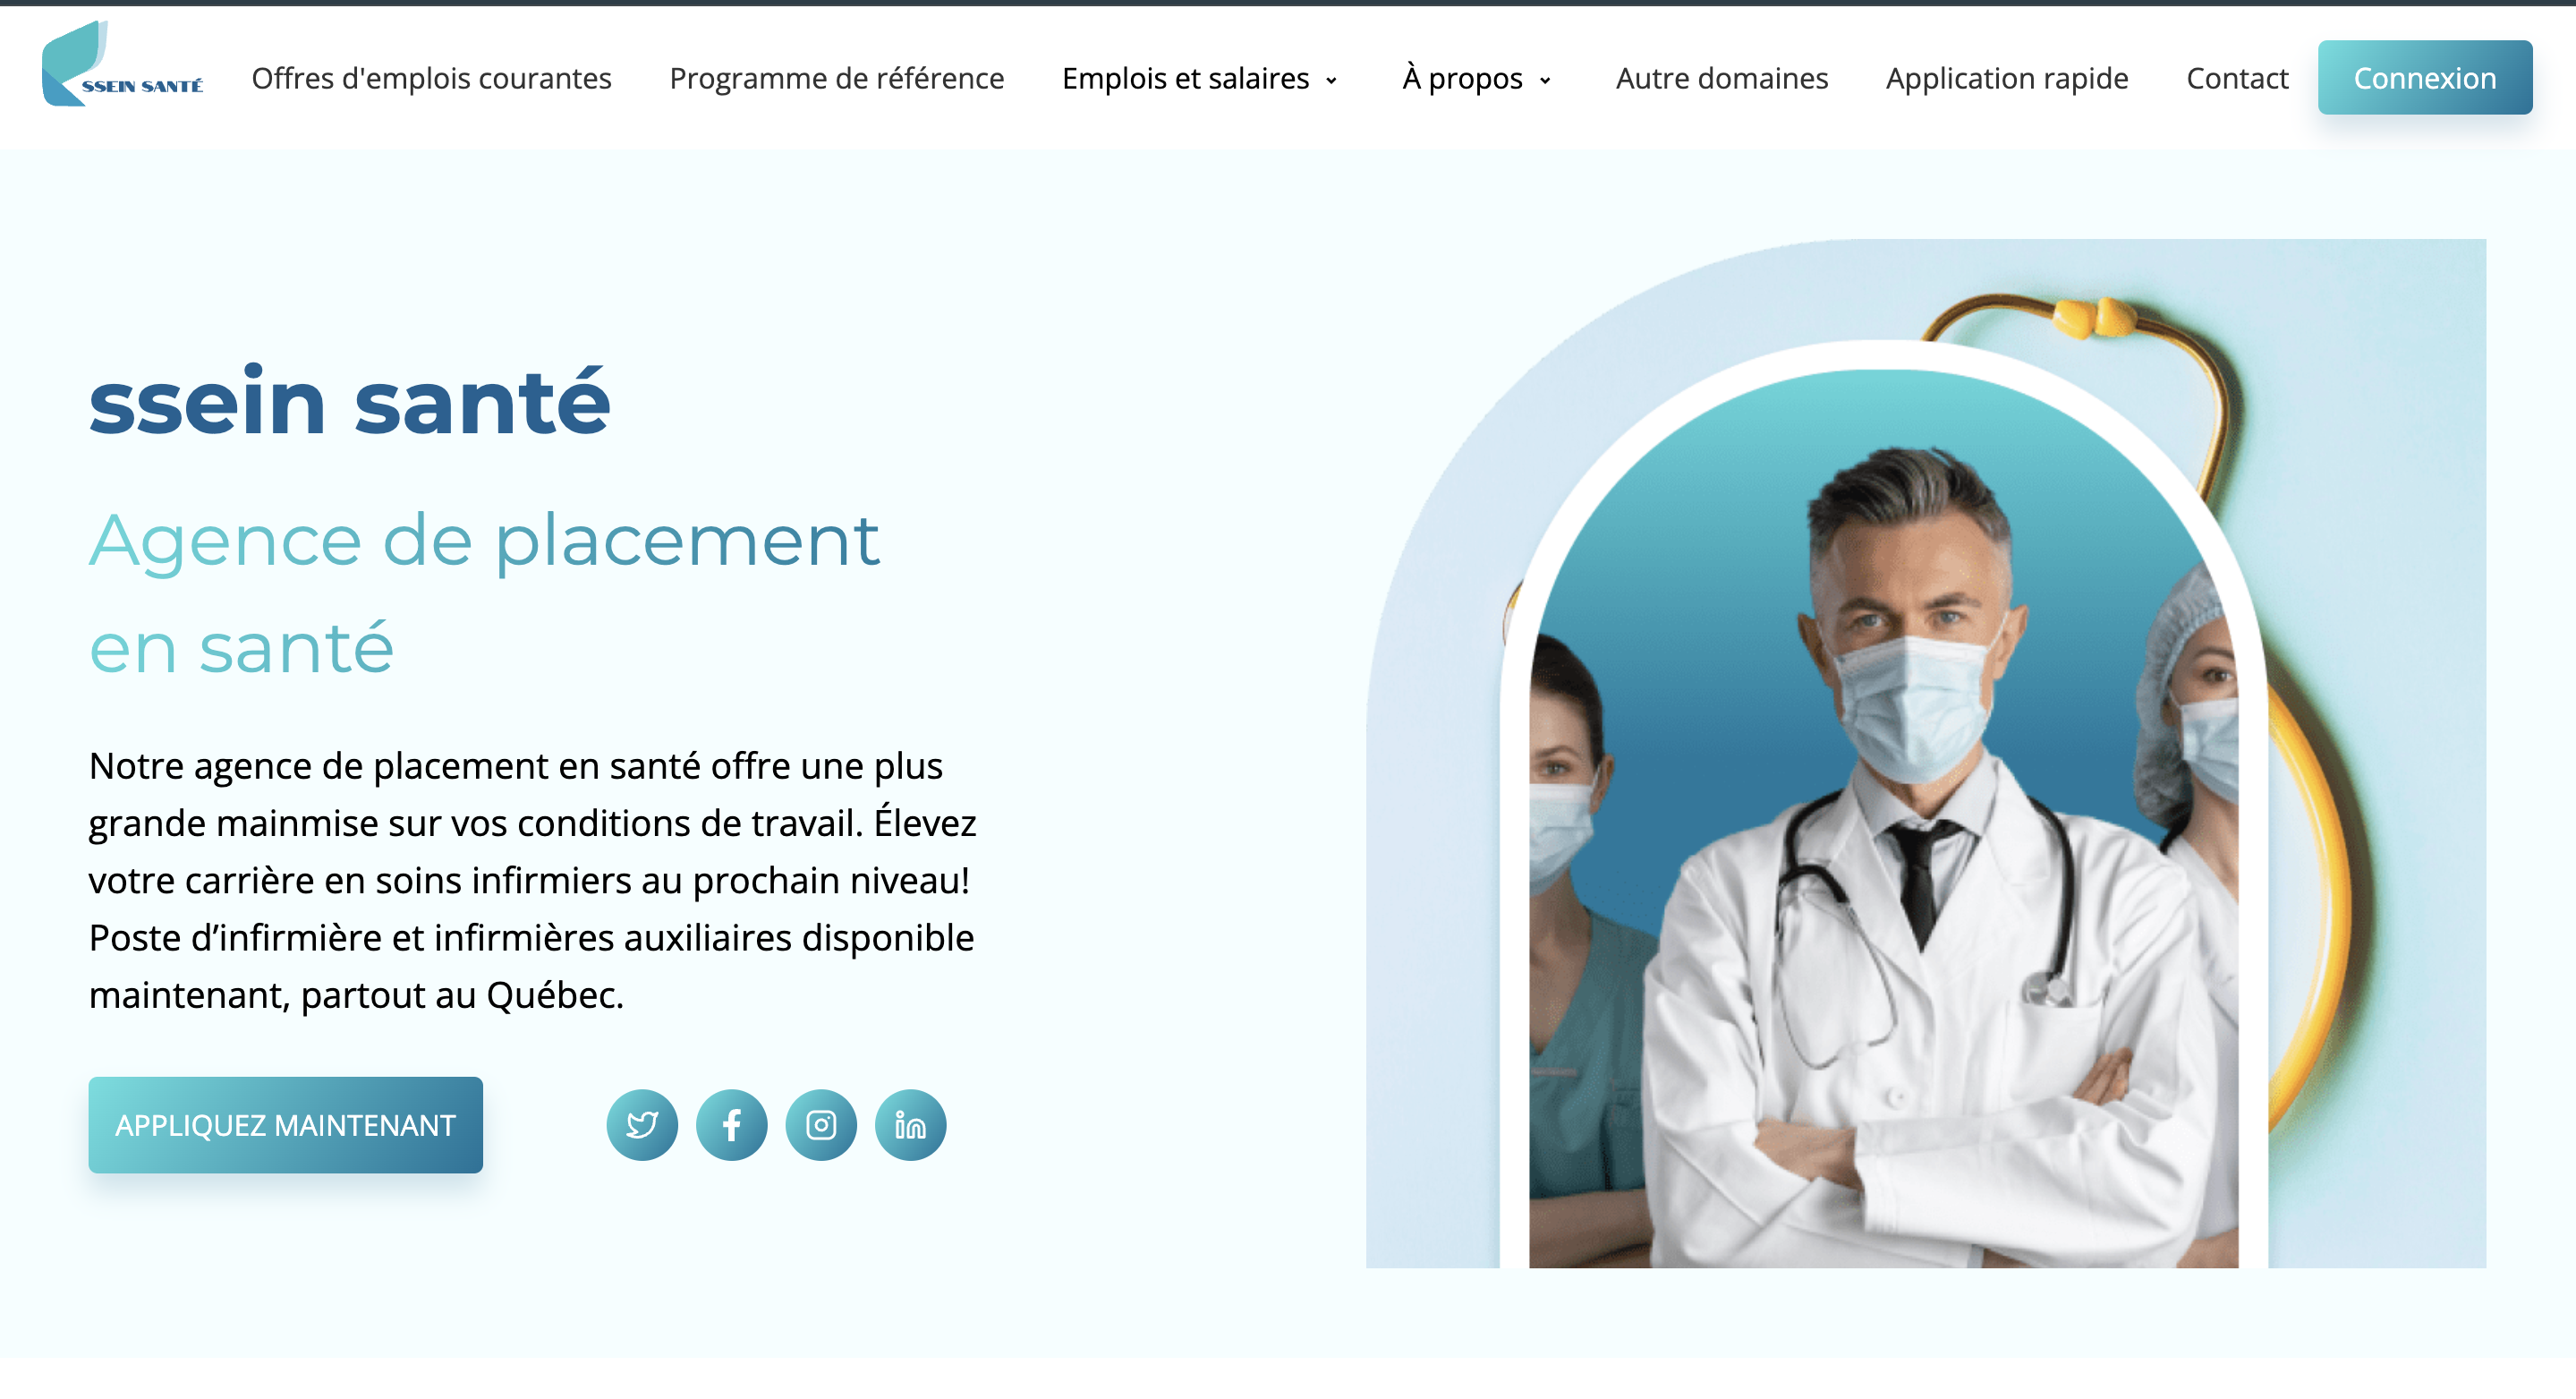 SSEIN SANTÉ
Offres d'emplois courantes
Programme de référence
Emplois et salaires
À propos
Autre domaines
Application rapide
Contact
Connexion
ssein santé
Agence de placement
en santé
Notre agence de placement en santé offre une plus
grande mainmise sur vos conditions de travail. Élevez
votre carrière en soins infirmiers au prochain niveau!
Poste d’infirmière et infirmières auxiliaires disponible
maintenant, partout au Québec.
APPLIQUEZ MAINTENANT